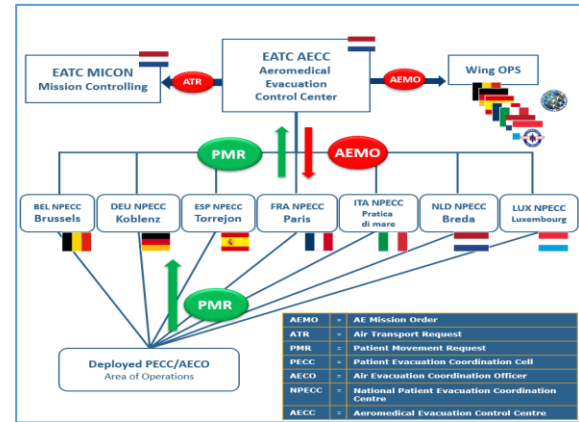 EATC MICON
Mission Controlling
ATR
EATC AECC
Aeromedical
Evacuation
Control Center
AEMO
Wing OPS
PMR
AEMO
BEL NPECC
Brussels
DEU NPECC
Koblenz
ESP NPECC
Torrejon
FRA NPECC
Paris
ITA NPECC
Pratica
di mare
NLD NPECC
Breda
LUX NPECC
Luxembourg
PMR
Deployed PECC/AECO
Area of Operations
AEMO = AE Mission Order
ATR = Air Transport Request
PMR = Patient Movement Request
PECC = Patient Evacuation Coordination Cell
AECO = Air Evacuation Coordination Officer
NPECC = National Patient Evacuation Coordination
Centre
AECC = Aeromedical Evacuation Control Centre